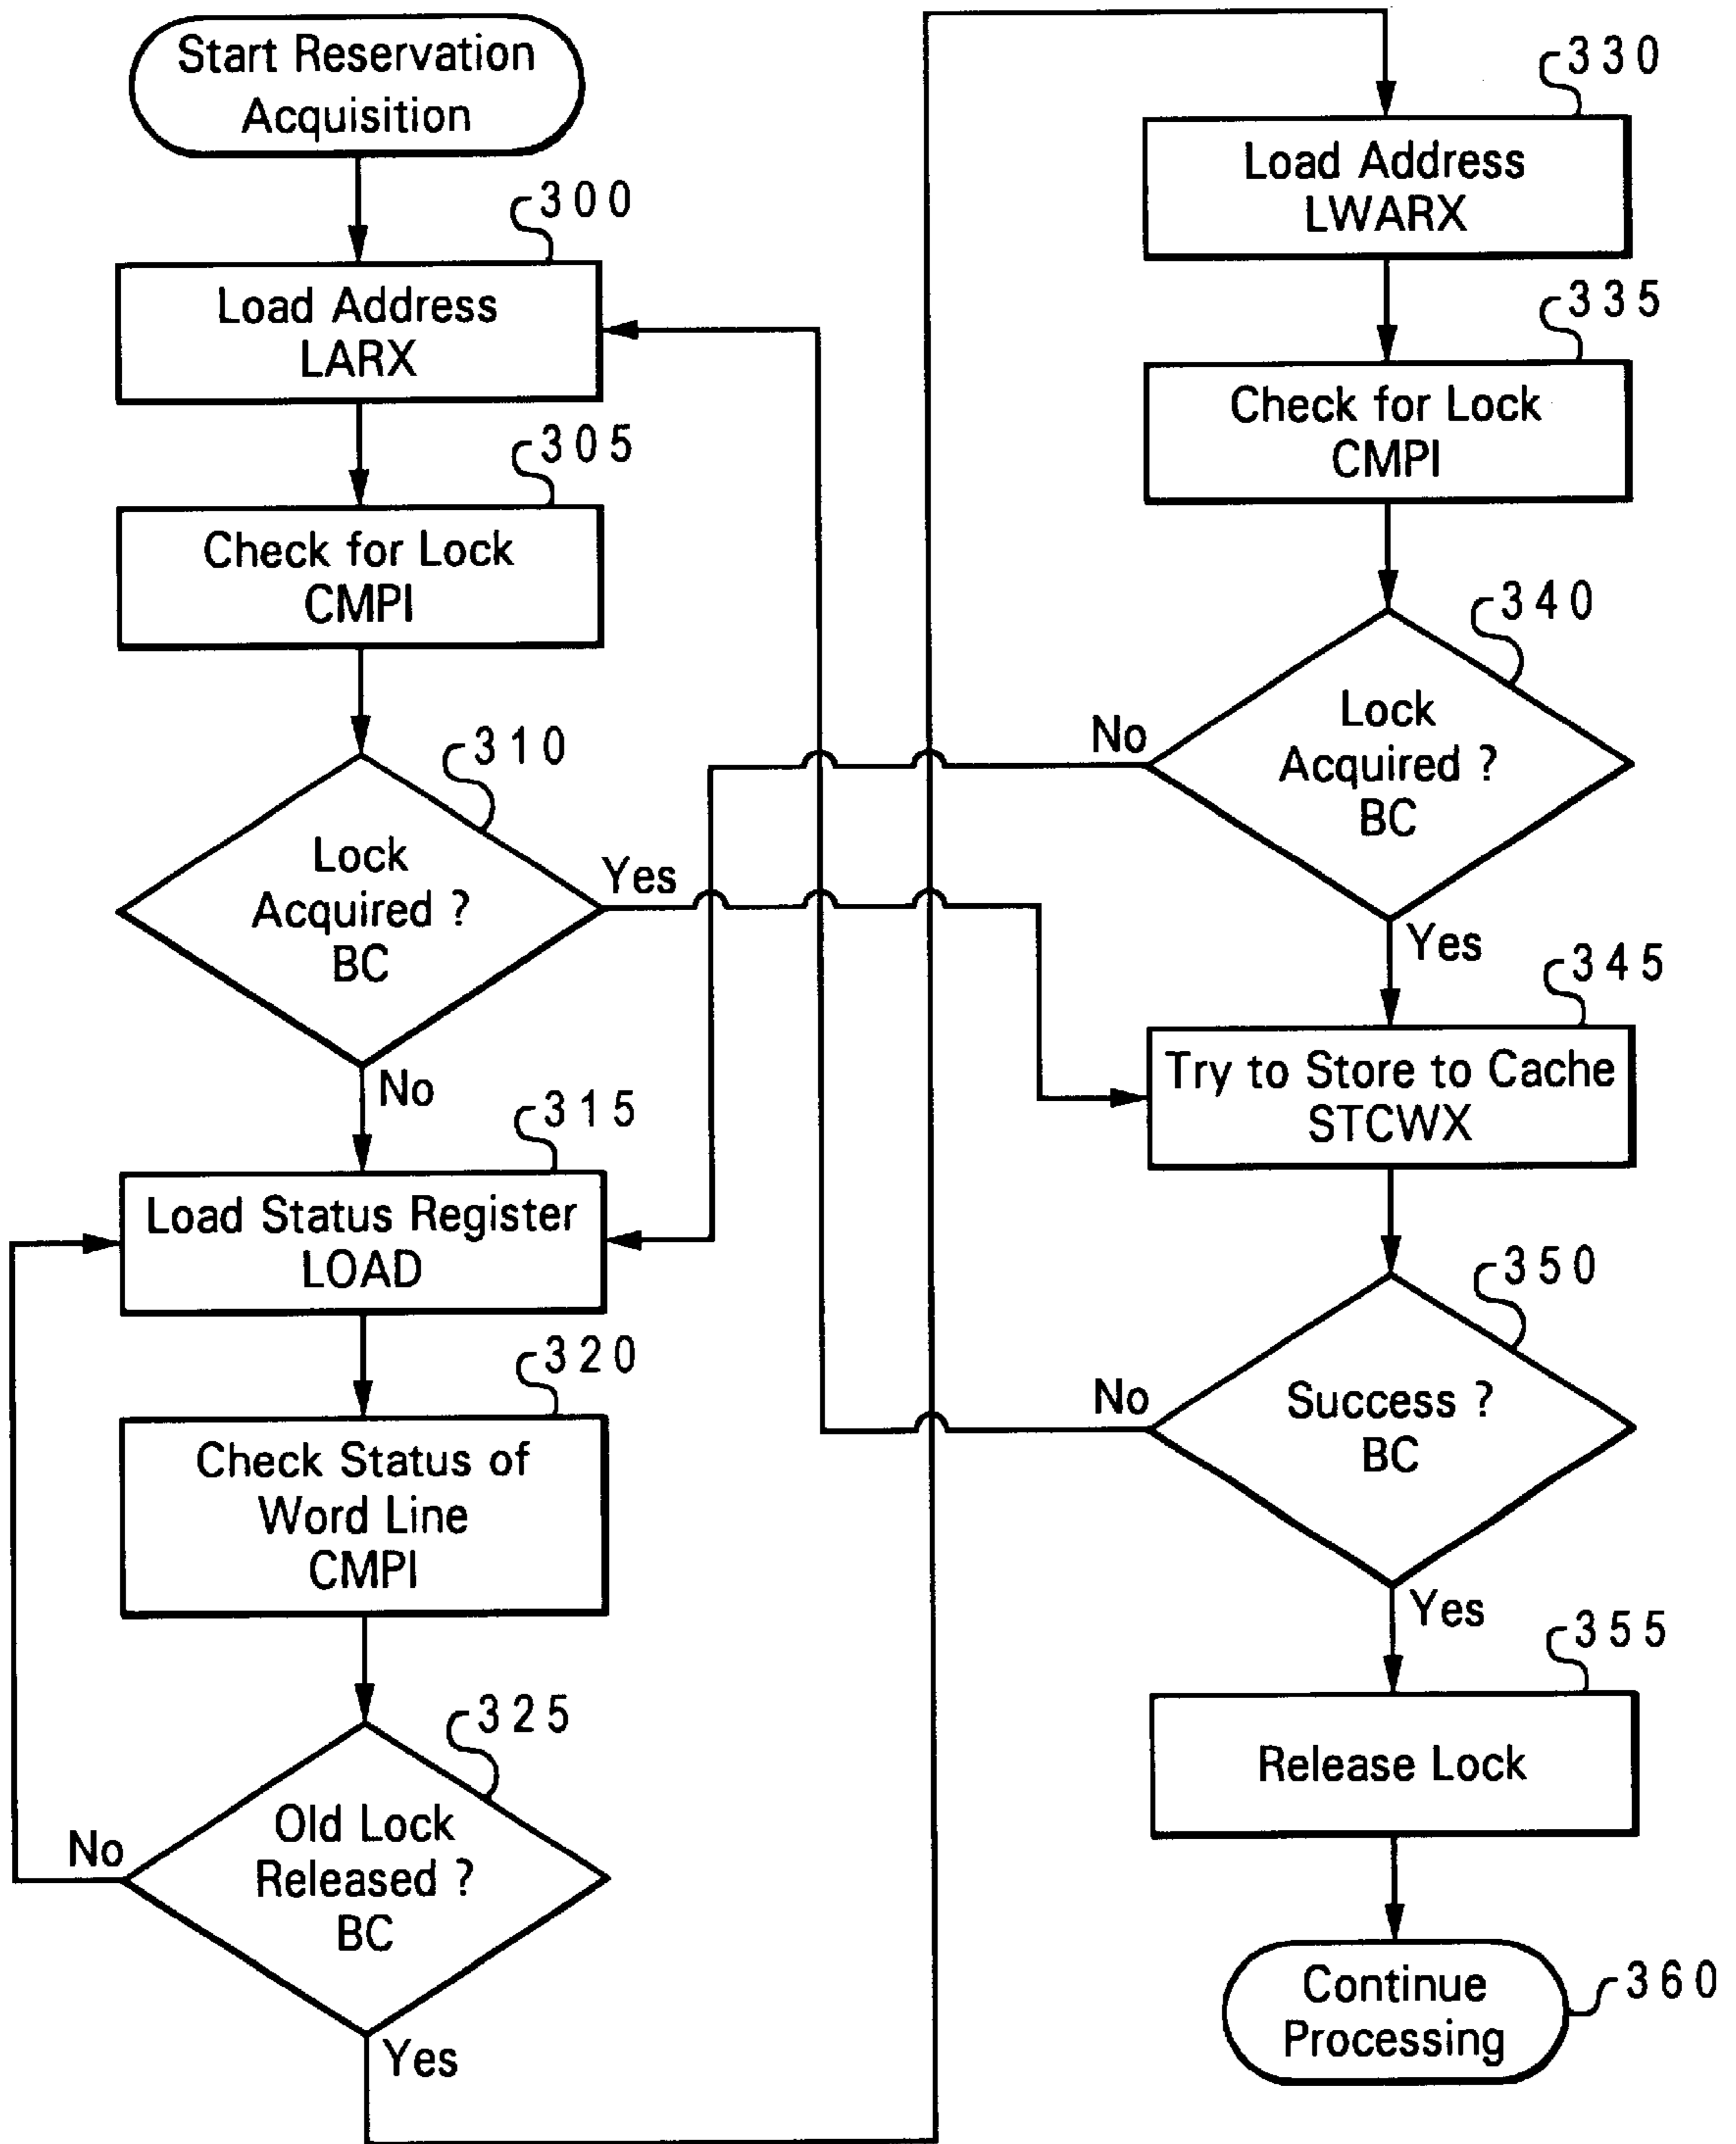 Start Reservation
Acquisition
300
Load Address
LARX
305
Check for Lock
CMPI
310
Lock
Acquired ?
BC
Yes
No
315
Load Status Register
LOAD
320
Check Status of
Word Line
CMPI
325
Old Lock
Released ?
BC
No
Yes
330
Load Address
LWARX
335
Check for Lock
CMPI
340
Lock
Acquired ?
BC
No
Yes
345
Try to Store to Cache
STCWX
350
Success ?
BC
No
Yes
355
Release Lock
360
Continue
Processing